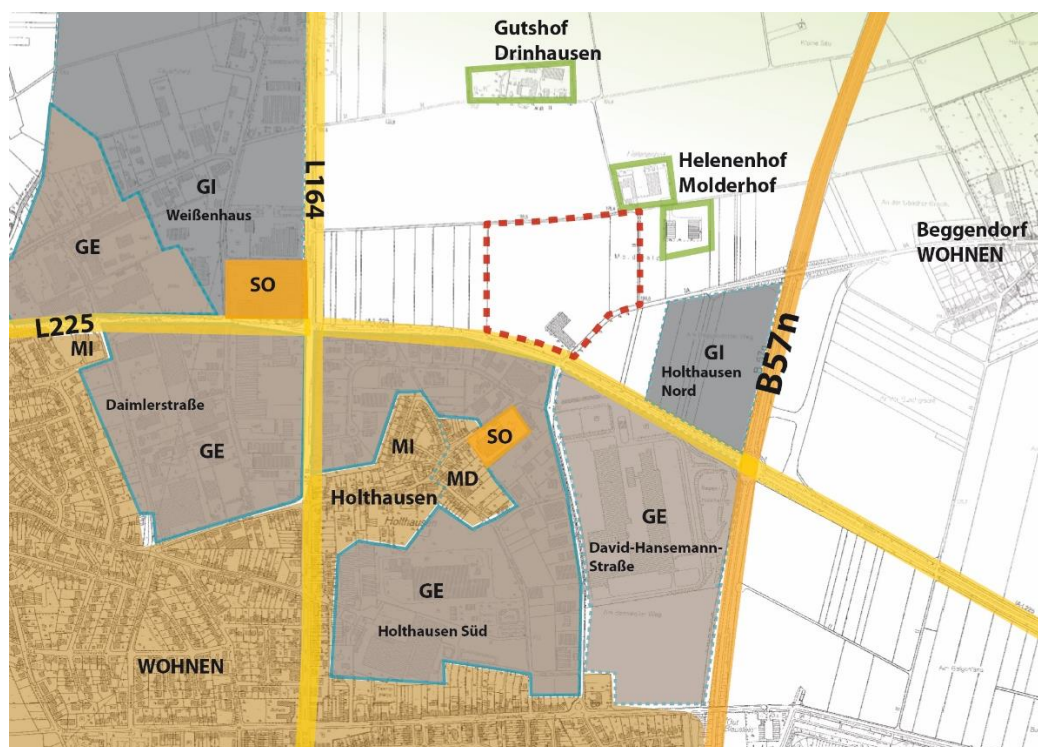 Gutshof
Drinhausen
L164
GI
Weißenhaus
Helenenhof
Molderhof
Beggendorf
WOHNEN
GE
SO
L225
MI
GI
Holthausen
Nord
B57n
Daimlerstraße
GE
MI
SO
MD
Holthausen
GE
David-Hansemann-
Straße
GE
Holthausen Süd
WOHNEN